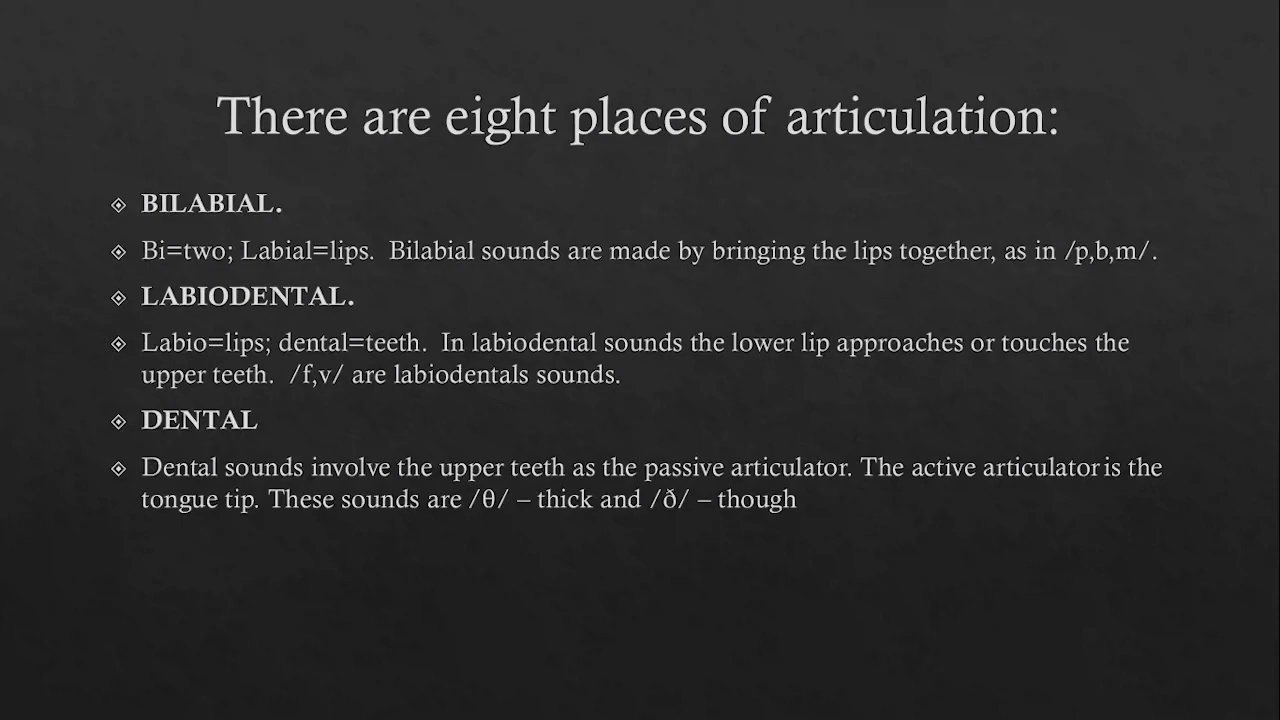 There are eight places of articulation:
BILABIAL.
Bi=two; Labial=lips.  Bilabial sounds are made by bringing the lips together, as in /p,b,m/.
LABIODENTAL.
Labio=lips; dental=teeth.  In labiodental sounds the lower lip approaches or touches the
upper teeth.  /f,v/ are labiodentals sounds.
DENTAL
Dental sounds involve the upper teeth as the passive articulator. The active articulator is the
tongue tip. These sounds are /θ/ – thick and /ð/ – though